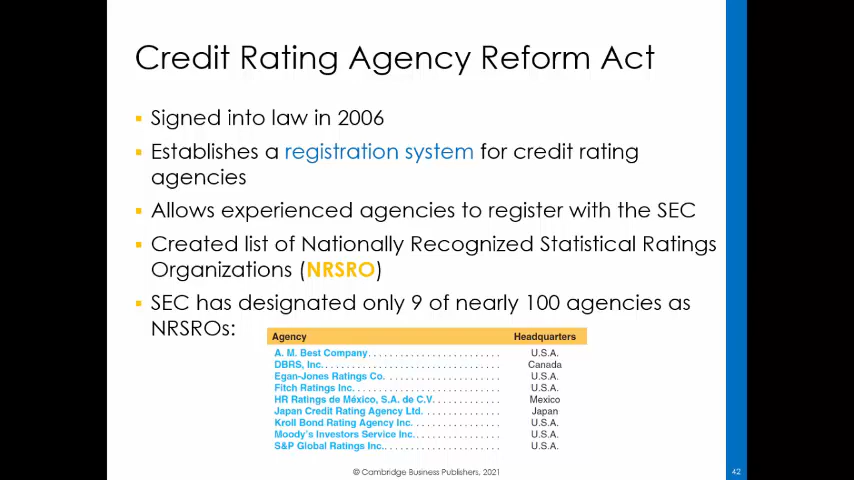 Credit Rating Agency Reform Act
Signed into law in 2006
Establishes a registration system for credit rating
agencies
Allows experienced agencies to register with the SEC
Created list of Nationally Recognized Statistical Ratings
Organizations (NRSRO)
SEC has designated only 9 of nearly 100 agencies as
NRSROs:
Agency Headquarters
A. M. Best Company. . . . . . . . . . . . . . . . . . . . . . . . . U.S.A.
DBRS, Inc. . . . . . . . . . . . . . . . . . . . . . . . . . . . . . . . . . Canada
Egan-Jones Ratings Co. . . . . . . . . . . . . . . . . . . . . . . U.S.A.
Fitch Ratings Inc. . . . . . . . . . . . . . . . . . . . . . . . . . . . U.S.A.
HR Ratings de México, S.A. de C.V. . . . . . . . . . . . . . Mexico
Japan Credit Rating Agency Ltd. . . . . . . . . . . . . . . . Japan
Kroll Bond Rating Agency Inc. . . . . . . . . . . . . . . . . . U.S.A.
Moody's Investors Service Inc. . . . . . . . . . . . . . . . . . U.S.A.
S&P Global Ratings Inc. . . . . . . . . . . . . . . . . . . . . . . U.S.A.
© Cambridge Business Publishers, 2021
42